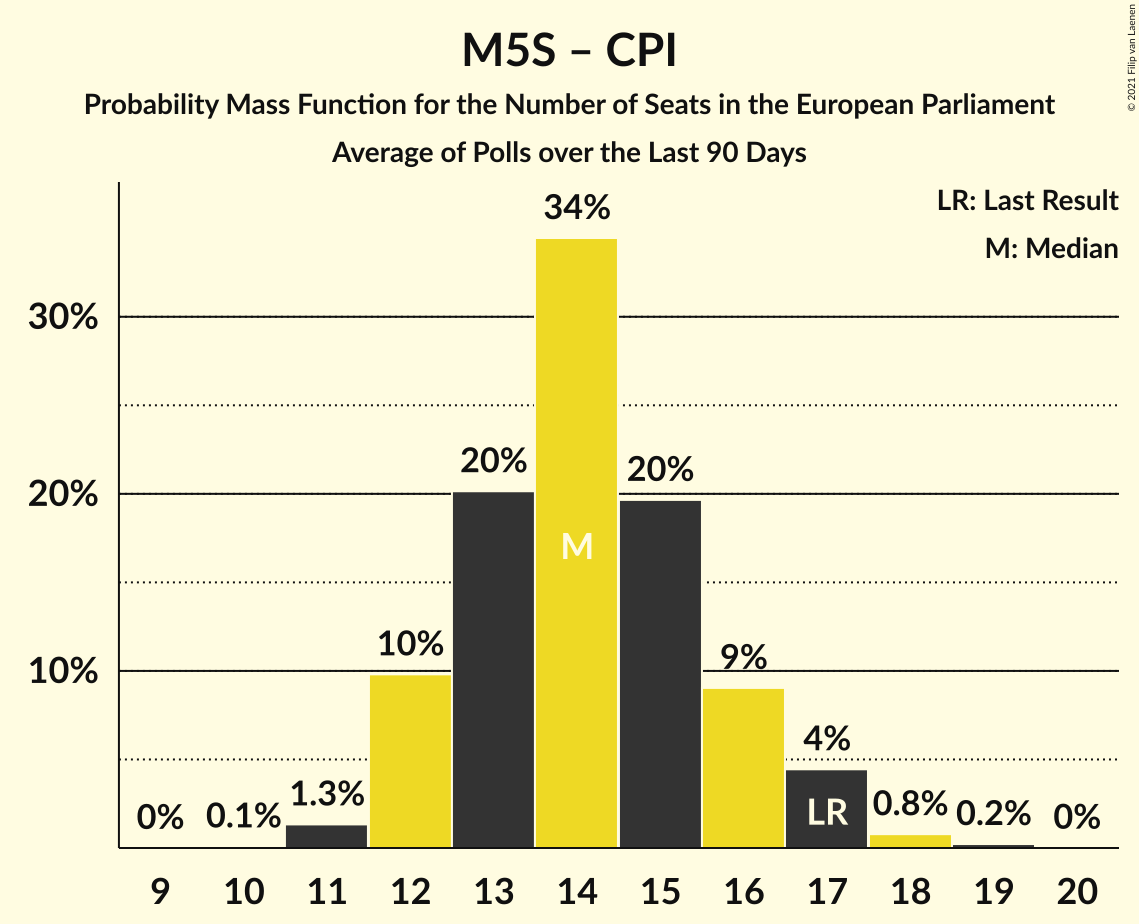 M5S – CPI
Probability Mass Function for the Number of Seats in the European Parliament
Average of Polls over the Last 90 Days
© 2021 Filip van Laenen
LR: Last Result
M: Median
34%
30%
20%
20%
20%
M
10%
9%
10%
4%
1.3%
0.8%
0.2%
0%
0.1%
LR
0%
9 10 11 12 13 14 15 16 17 18 19 20